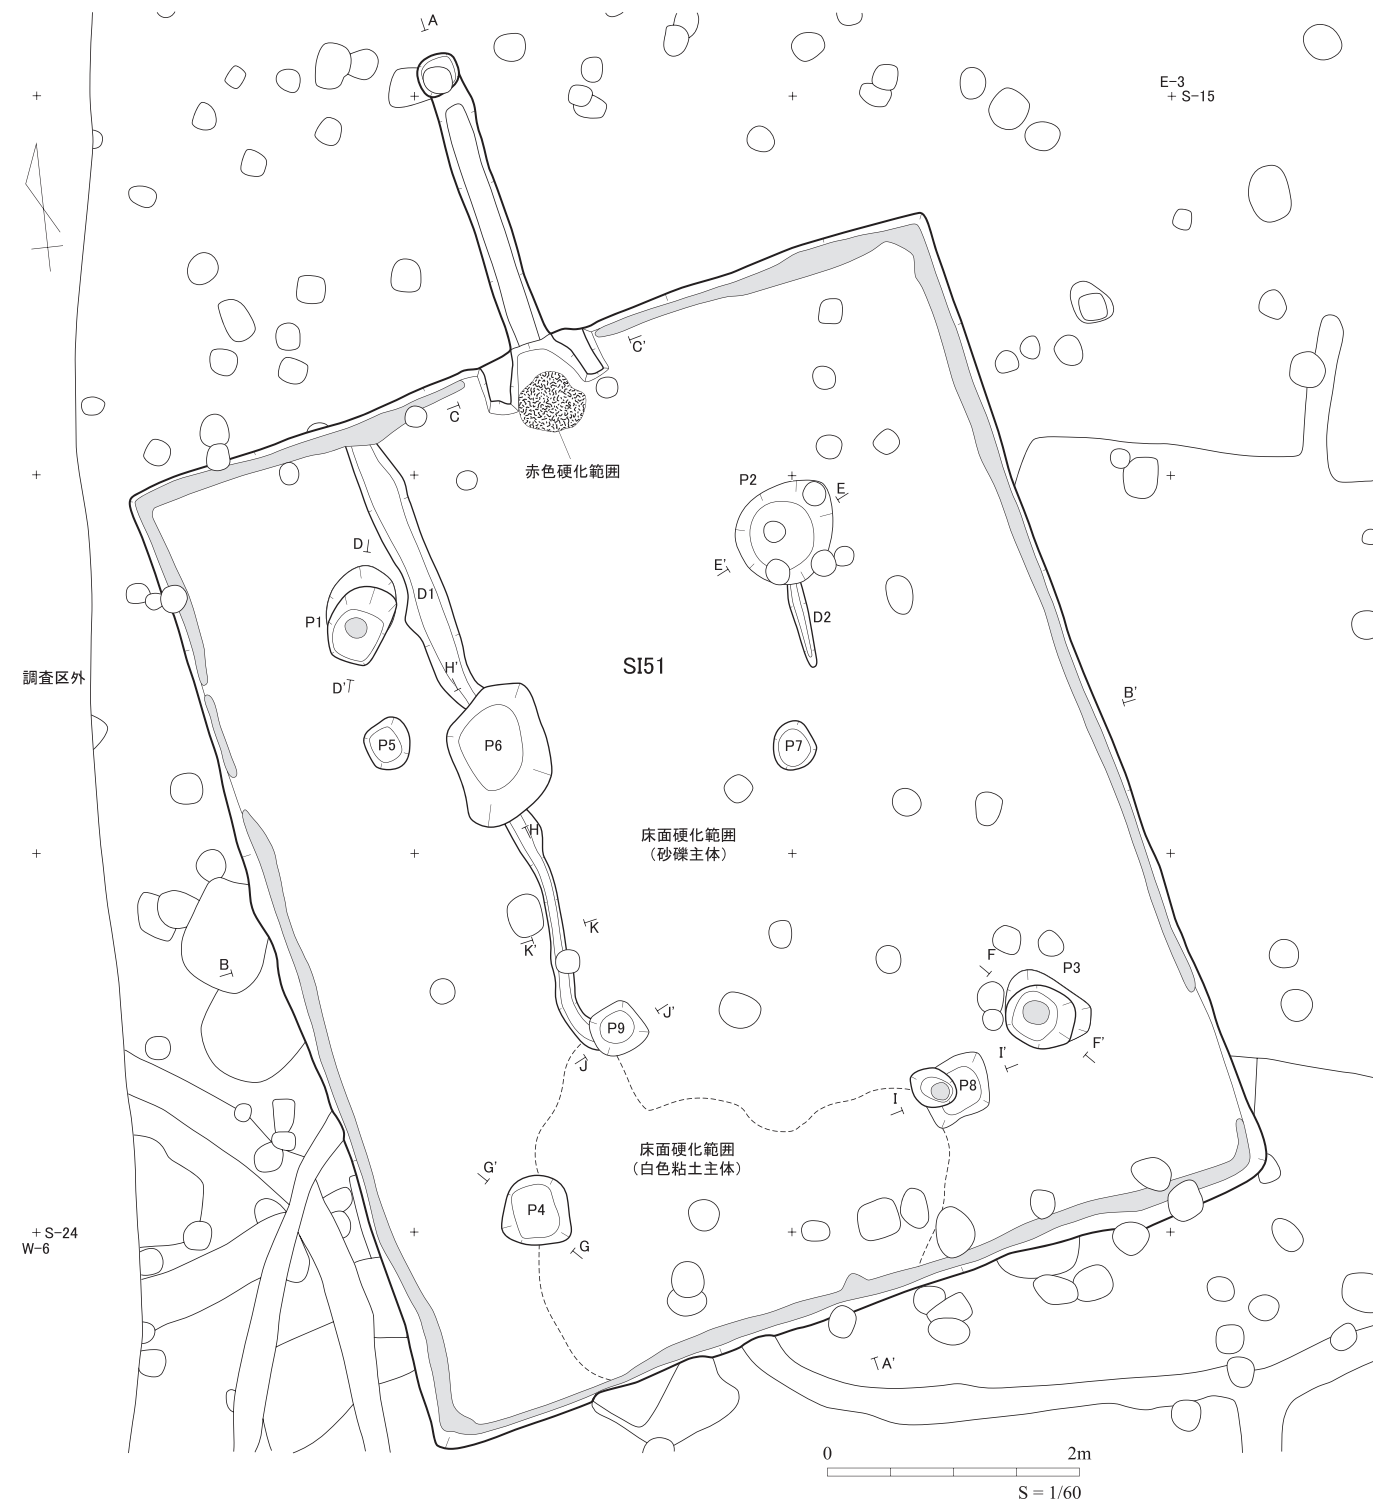 A
E-3
S-15
C'
C
赤色硬化範囲
P2
E
D
E'
D1
D2
P1
H'
SI51
調査区外
D'
B'
P5
P6
P7
H
床面硬化範囲
(砂礫主体)
K
K'
B
F
P3
J'
P9
F'
I'
J
P8
I
床面硬化範囲
(白色粘土主体)
G'
P4
G
S-24
W-6
A'
0 2m
S = 1/60